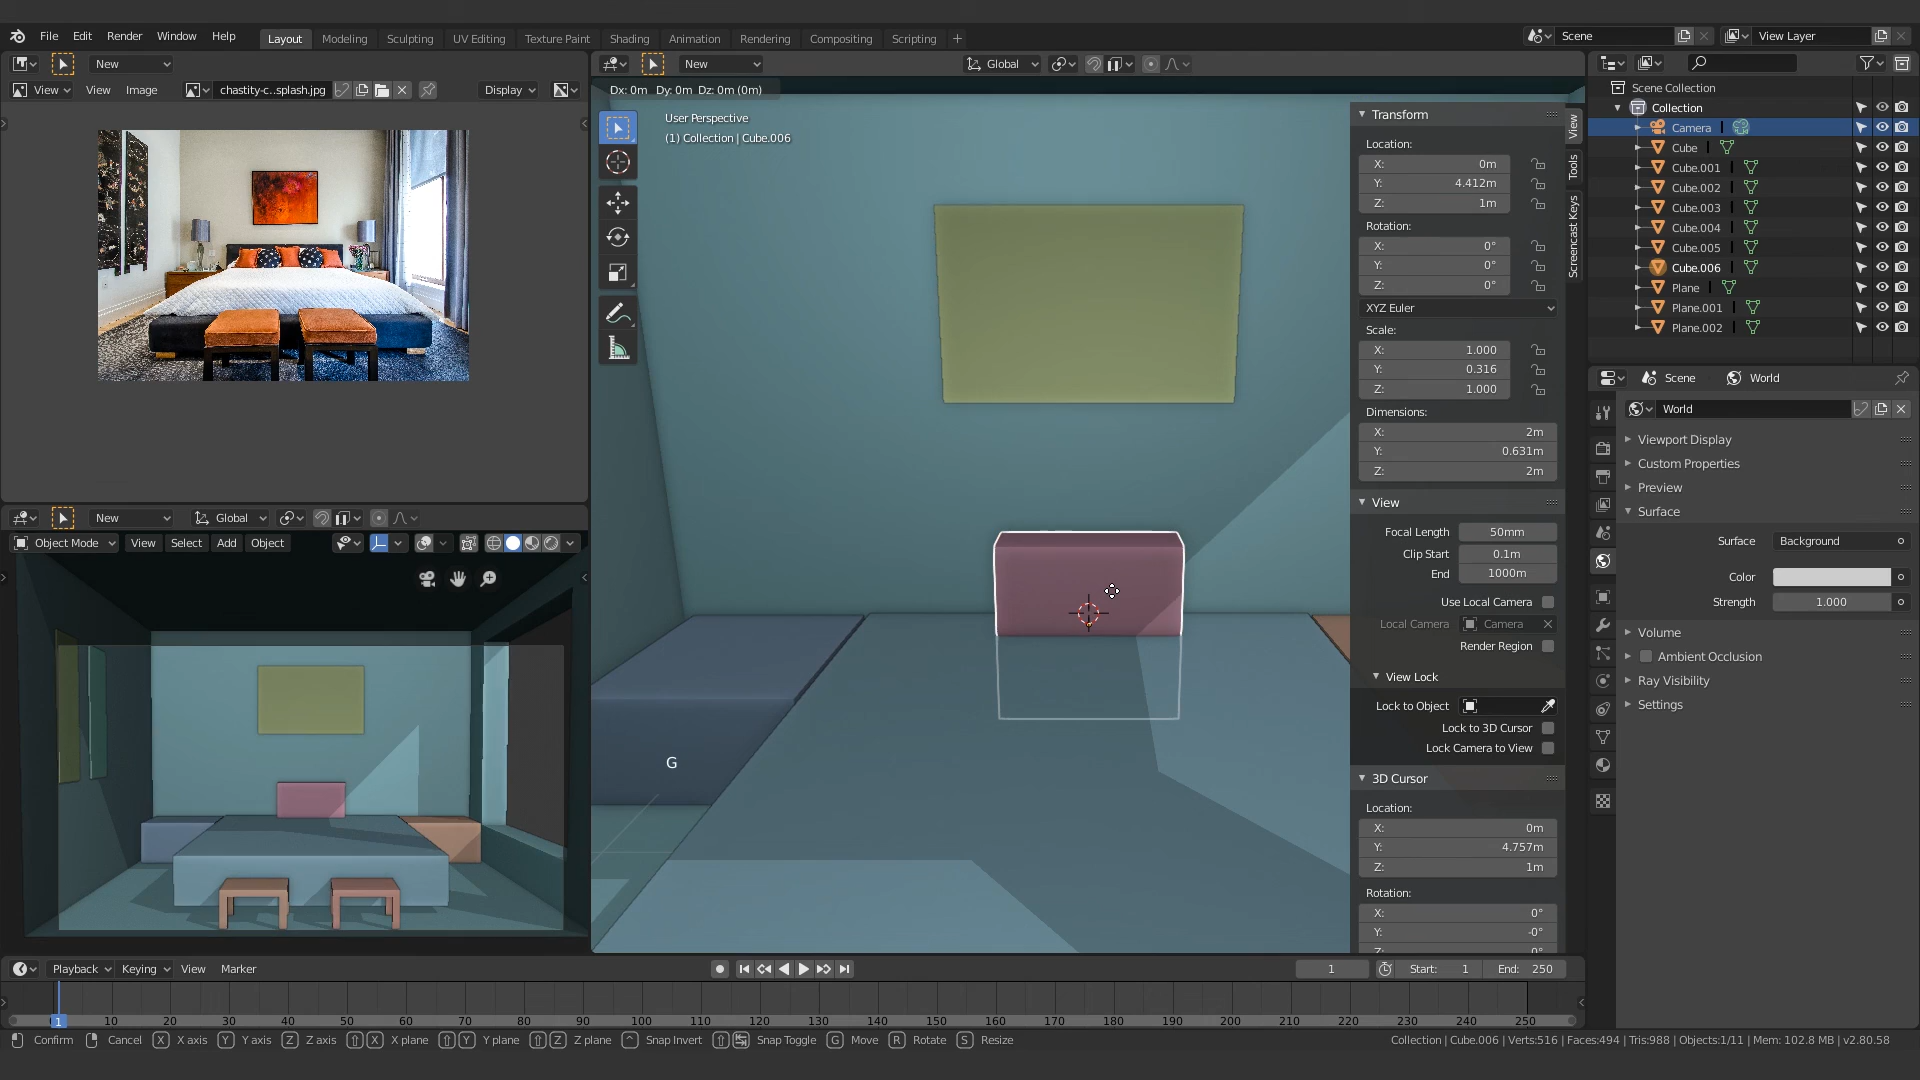 File Edit Render Window Help Layout Modeling Sculpting UV Editing Texture Paint Shading Animation Rendering Compositing Scripting + Scene View Layer
New New Global
View View Image chastity-c..splash.jpg Display
Dx: 0m Dy: 0m Dz: 0m (0m)
User Perspective
(1) Collection | Cube.006
Transform
Location:
X: 0m
Y: 4.412m
Z: 1m
Rotation:
X: 0°
Y: 0°
Z: 0°
XYZ Euler
Scale:
X: 1.000
Y: 0.316
Z: 1.000
Dimensions:
X: 2m
Y: 0.631m
Z: 2m
View
Focal Length 50mm
Clip Start 0.1m
End 1000m
Use Local Camera
Local Camera Camera
Render Region
View Lock
Lock to Object
Lock to 3D Cursor
Lock Camera to View
3D Cursor
Location:
X: 0m
Y: 4.757m
Z: 1m
Rotation:
X: 0°
Y: -0°
Z: 0°
View
Tools
Screencast Keys
G
Scene Collection
Collection
Camera
Cube
Cube.001
Cube.002
Cube.003
Cube.004
Cube.005
Cube.006
Plane
Plane.001
Plane.002
Scene World
World
Viewport Display
Custom Properties
Preview
Surface
Surface Background
Color
Strength 1.000
Volume
Ambient Occlusion
Ray Visibility
Settings
New Global
Object Mode View Select Add Object
Playback Keying View Marker 1 Start: 1 End: 250
1 10 20 30 40 50 60 70 80 90 100 110 120 130 140 150 160 170 180 190 200 210 220 230 240 250
Confirm Cancel X X axis Y Y axis Z Z axis X X plane Y Y plane Z Z plane Snap Invert Snap Toggle G Move R Rotate S Resize
Collection | Cube.006 | Verts:516 | Faces:494 | Tris:988 | Objects:1/11 | Mem: 102.8 MB | v2.80.58